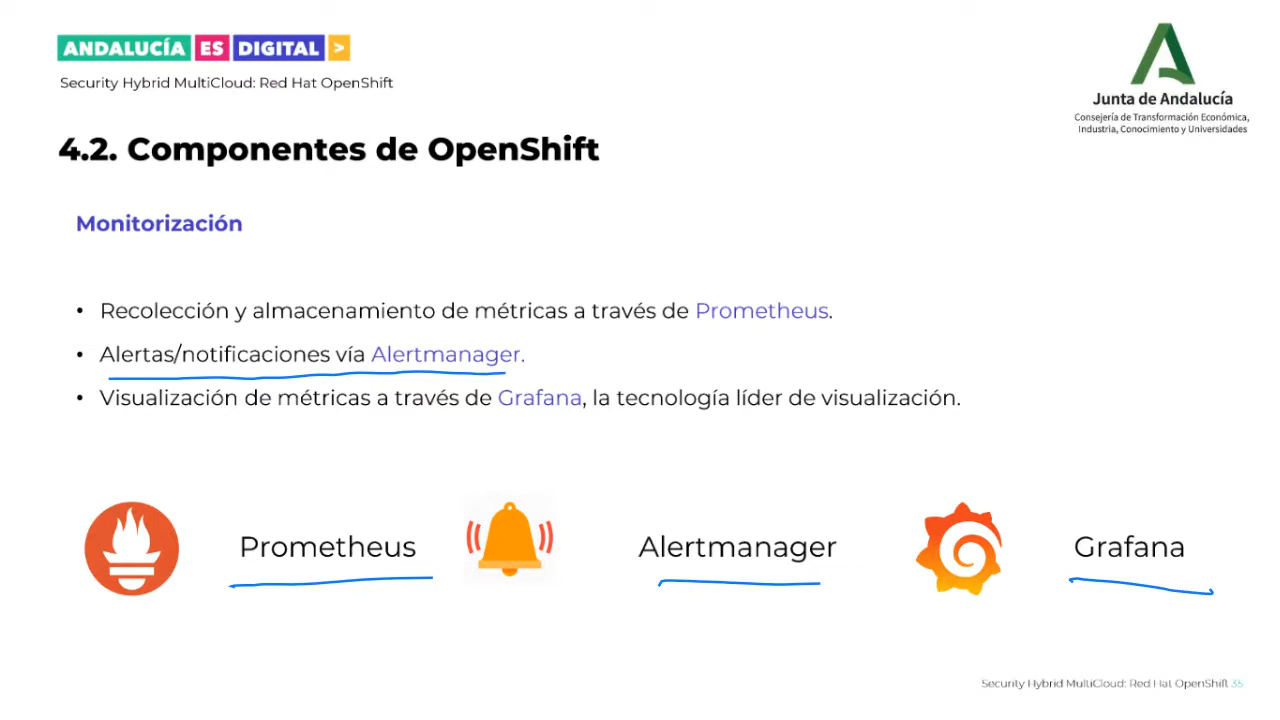 ANDALUCÍA ES DIGITAL >
Security Hybrid MultiCloud: Red Hat OpenShift
Junta de Andalucía
Consejería de Transformación Económica,
Industria, Conocimiento y Universidades
4.2. Componentes de OpenShift
Monitorización
• Recolección y almacenamiento de métricas a través de Prometheus.
• Alertas/notificaciones vía Alertmanager.
• Visualización de métricas a través de Grafana, la tecnología líder de visualización.
Prometheus
Alertmanager
Grafana
Security Hybrid MultiCloud: Red Hat OpenShift 35